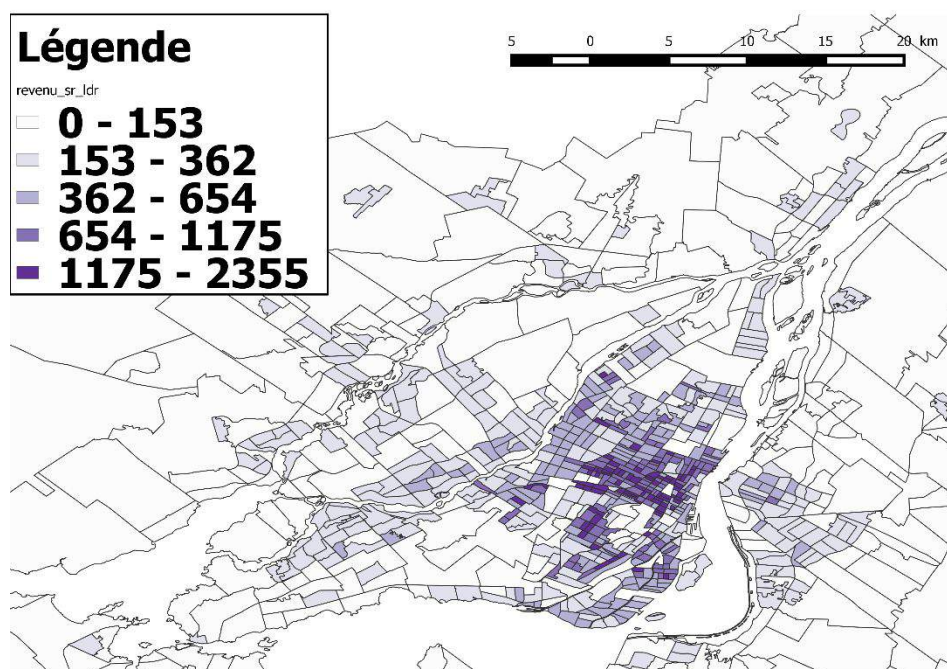 Légende
revenu_sr_ldr
0 - 153
153 - 362
362 - 654
654 - 1175
1175 - 2355
5 0 5 10 15 20 km